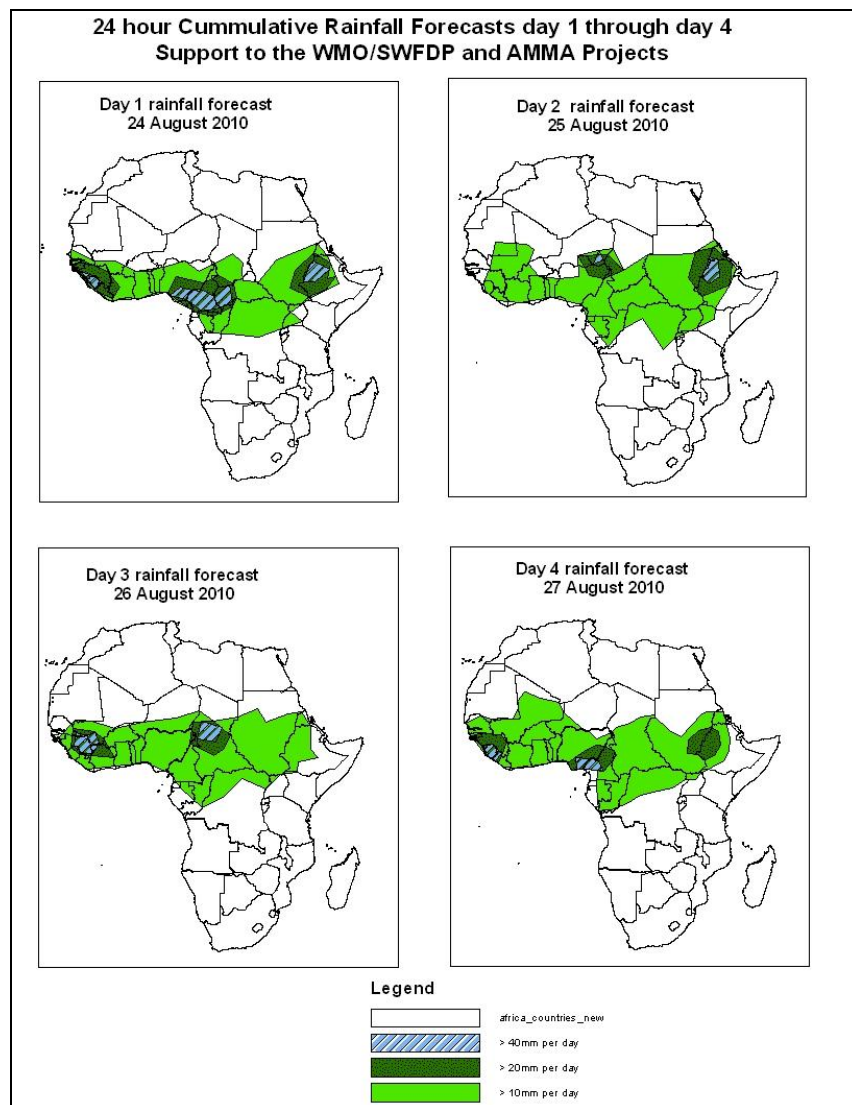 24 hour Cummulative Rainfall Forecasts day 1 through day 4
Support to the WMO/SWFDP and AMMA Projects
Day 1 rainfall forecast
24 August 2010
Day 2 rainfall forecast
25 August 2010
Day 3 rainfall forecast
26 August 2010
Day 4 rainfall forecast
27 August 2010
Legend
africa_countries_new
> 40mm per day
> 20mm per day
> 10mm per day